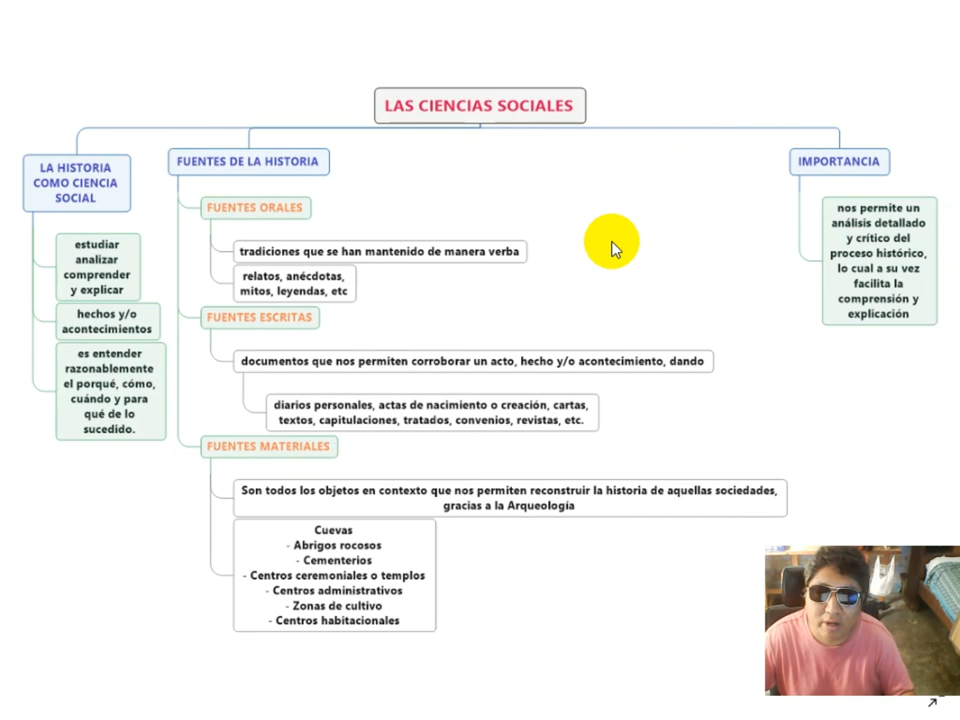 LAS CIENCIAS SOCIALES
LA HISTORIA
COMO CIENCIA
SOCIAL
estudiar
analizar
comprender
y explicar
hechos y/o
acontecimientos
es entender
razonablemente
el porqué, cómo,
cuándo y para
qué de lo
sucedido.
FUENTES DE LA HISTORIA
FUENTES ORALES
tradiciones que se han mantenido de manera verba
relatos, anécdotas,
mitos, leyendas, etc
FUENTES ESCRITAS
documentos que nos permiten corroborar un acto, hecho y/o acontecimiento, dando
diarios personales, actas de nacimiento o creación, cartas,
textos, capitulaciones, tratados, convenios, revistas, etc.
FUENTES MATERIALES
Son todos los objetos en contexto que nos permiten reconstruir la historia de aquellas sociedades,
gracias a la Arqueología
Cuevas
- Abrigos rocosos
- Cementerios
- Centros ceremoniales o templos
- Centros administrativos
- Zonas de cultivo
- Centros habitacionales
IMPORTANCIA
nos permite un
análisis detallado
y crítico del
proceso histórico,
lo cual a su vez
facilita la
comprensión y
explicación